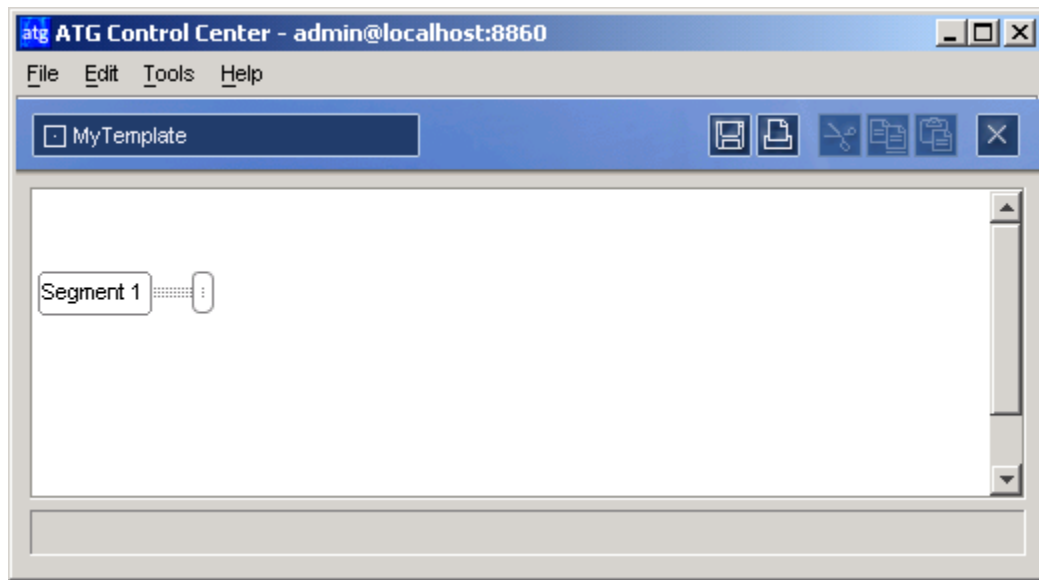 atg ATG Control Center - admin@localhost:8860
File Edit Tools Help
MyTemplate
Segment 1